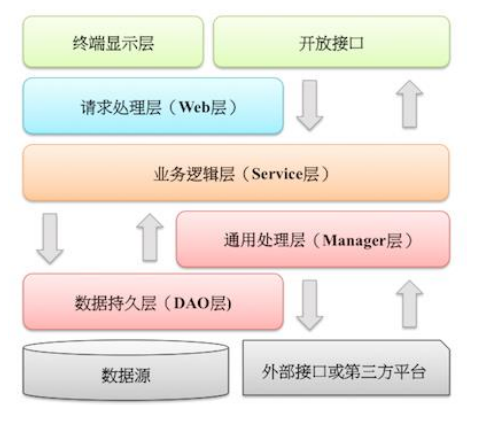 终端显示层
开放接口
请求处理层（Web层）
业务逻辑层（Service层）
通用处理层（Manager层）
数据持久层（DAO层)
数据源
外部接口或第三方平台